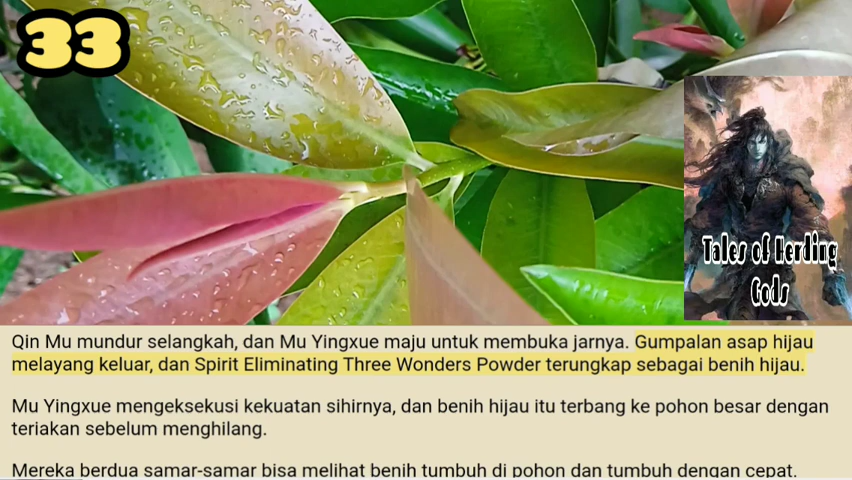 33
Tales of Herding
Gods
Qin Mu mundur selangkah, dan Mu Yingxue maju untuk membuka jarnya. Gumpalan asap hijau
melayang keluar, dan Spirit Eliminating Three Wonders Powder terungkap sebagai benih hijau.
Mu Yingxue mengeksekusi kekuatan sihirnya, dan benih hijau itu terbang ke pohon besar dengan
teriakan sebelum menghilang.
Mereka berdua samar-samar bisa melihat benih tumbuh di pohon dan tumbuh dengan cepat.